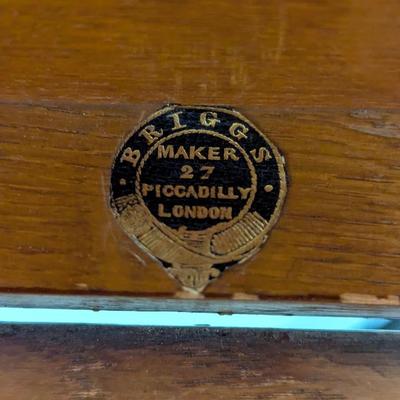 · BRIGGS ·
MAKER
27
PICCADILLY
LONDON